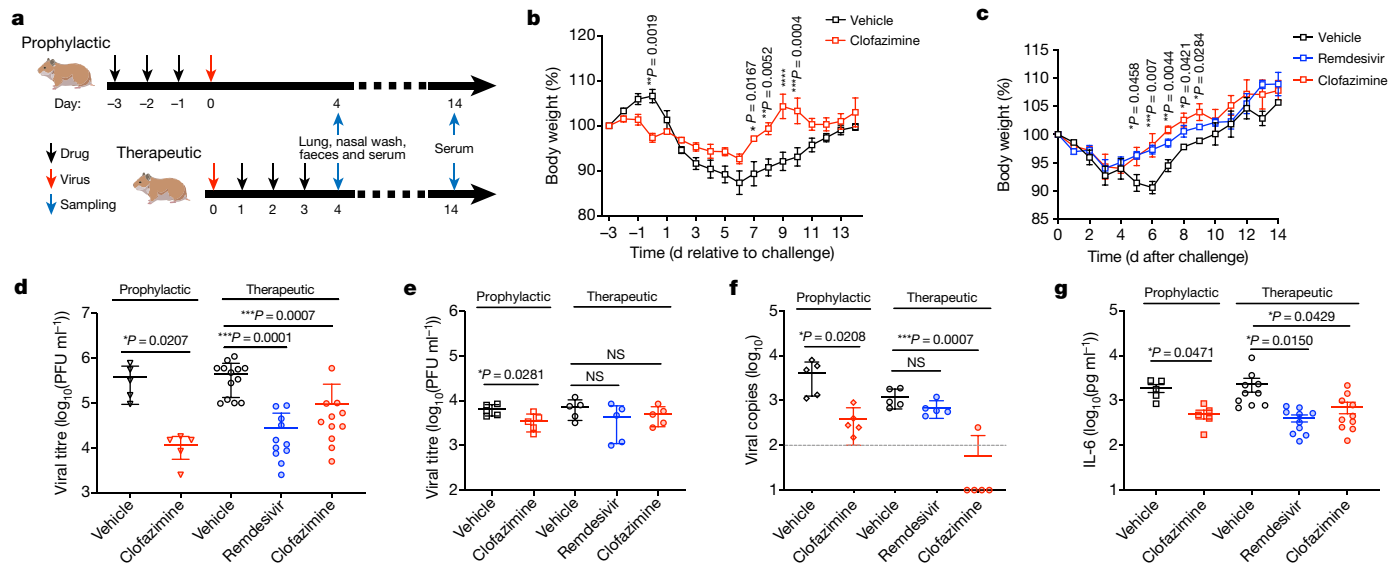 a
Prophylactic
Day:
−3 −2 −1 0 4 14
Lung, nasal wash,
faeces and serum
Serum
Therapeutic
Drug
Virus
Sampling
0 1 2 3 4 14
b
Vehicle
Clofazimine
**P = 0.0019
*P = 0.0167
**P = 0.0052
****
***P = 0.0004
Body weight (%)
120
110
100
90
80
−3 −1 1 3 5 7 9 11 13
Time (d relative to challenge)
c
Vehicle
Remdesivir
Clofazimine
*P = 0.0458
***P = 0.007
**P = 0.0044
*P = 0.0421
*P = 0.0284
Body weight (%)
115
110
105
100
95
90
85
0 2 4 6 8 10 12 14
Time (d after challenge)
d
Prophylactic Therapeutic
***P = 0.0007
***P = 0.0001
*P = 0.0207
Viral titre (log10(PFU ml−1))
7
6
5
4
3
Vehicle
Clofazimine
Vehicle
Remdesivir
Clofazimine
e
Prophylactic Therapeutic
NS
*P = 0.0281
NS
Viral titre (log10(PFU ml−1))
6
5
4
3
2
Vehicle
Clofazimine
Vehicle
Remdesivir
Clofazimine
f
Prophylactic Therapeutic
*P = 0.0208
***P = 0.0007
NS
Viral copies (log10)
5
4
3
2
1
Vehicle
Clofazimine
Vehicle
Remdesivir
Clofazimine
g
Prophylactic Therapeutic
*P = 0.0429
*P = 0.0471
*P = 0.0150
IL-6 (log10(pg ml−1))
5
4
3
2
1
Vehicle
Clofazimine
Vehicle
Remdesivir
Clofazimine